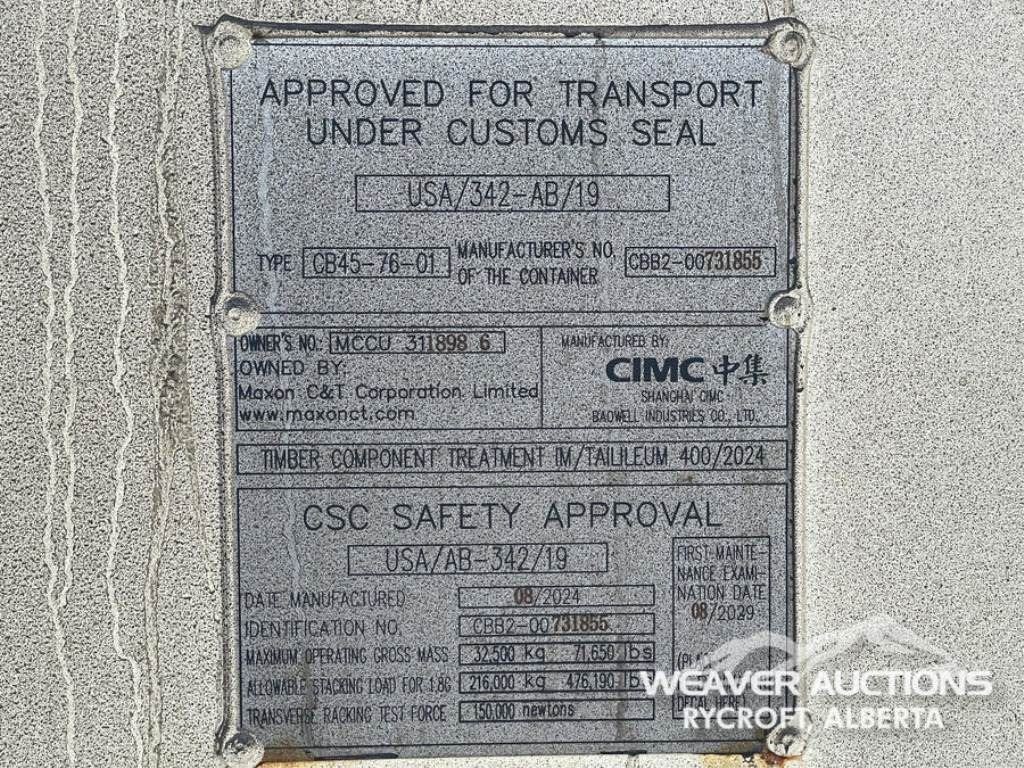 APPROVED FOR TRANSPORT
UNDER CUSTOMS SEAL
USA/342-AB/19
TYPE CB45-76-01 MANUFACTURER'S NO. OF THE CONTAINER CBB2-00731855
OWNER'S NO.: MCCU 311898 6
OWNED BY:
Maxon C&T Corporation Limited
www.maxonct.com
MANUFACTURED BY:
CIMC 中集
SHANGHAI CIMC
BAOWELL INDUSTRIES CO., LTD.
TIMBER COMPONENT TREATMENT IM/TAILILEUM 400/2024
CSC SAFETY APPROVAL
USA/AB-342/19
DATE MANUFACTURED 08/2024
IDENTIFICATION NO. CBB2-00731855
MAXIMUM OPERATING GROSS MASS 32,500 kg 71,650 lbs
ALLOWABLE STACKING LOAD FOR 1.8G 216,000 kg 476,190 lbs
TRANSVERSE RACKING TEST FORCE 150,000 newtons
FIRST MAINTE-
NANCE EXAMI-
NATION DATE
08/2029
DECAL HERE)
WEAVER AUCTIONS
RYCROFT, ALBERTA